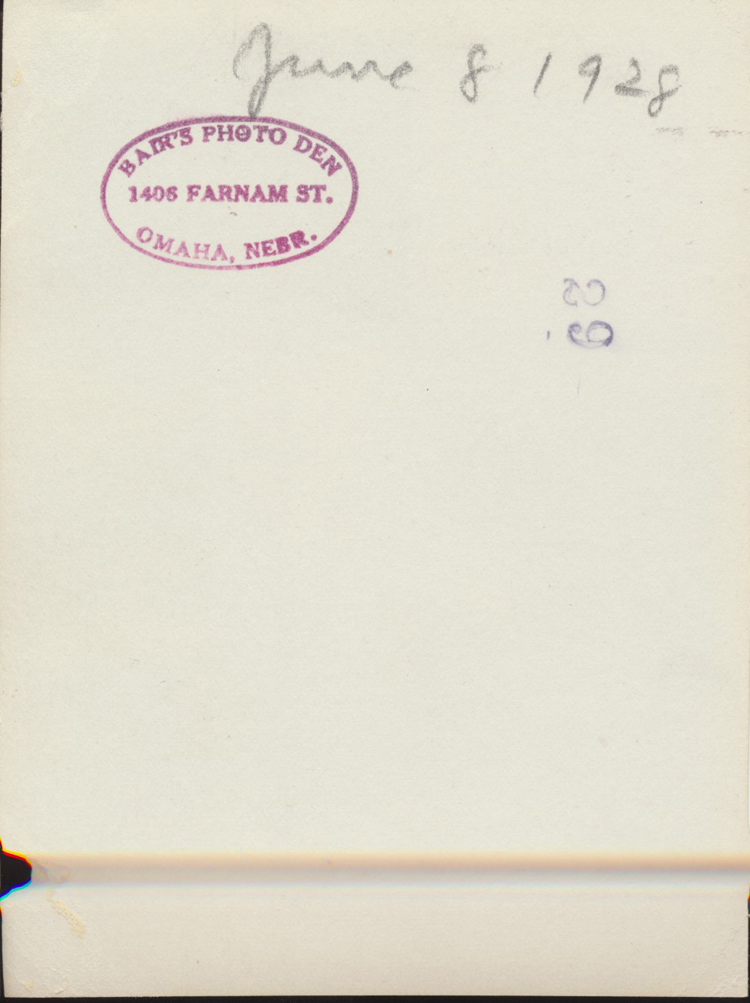 June 8 1928
BAIR'S PHOTO DEN
1406 FARNAM ST.
OMAHA, NEBR.